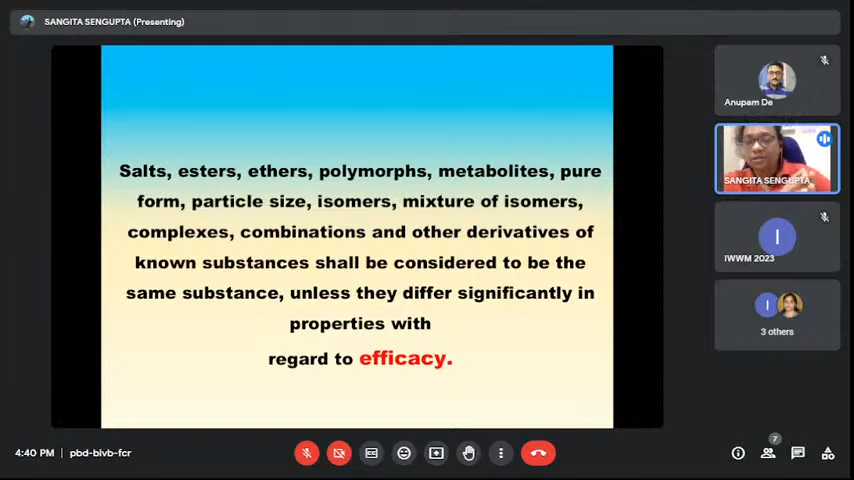 SANGITA SENGUPTA (Presenting)
Salts, esters, ethers, polymorphs, metabolites, pure
form, particle size, isomers, mixture of isomers,
complexes, combinations and other derivatives of
known substances shall be considered to be the
same substance, unless they differ significantly in
properties with
regard to efficacy.
Anupam De
SANGITA SENGUPTA
I
IWWM 2023
I
3 others
4:40 PM | pbd-bivb-fcr
7